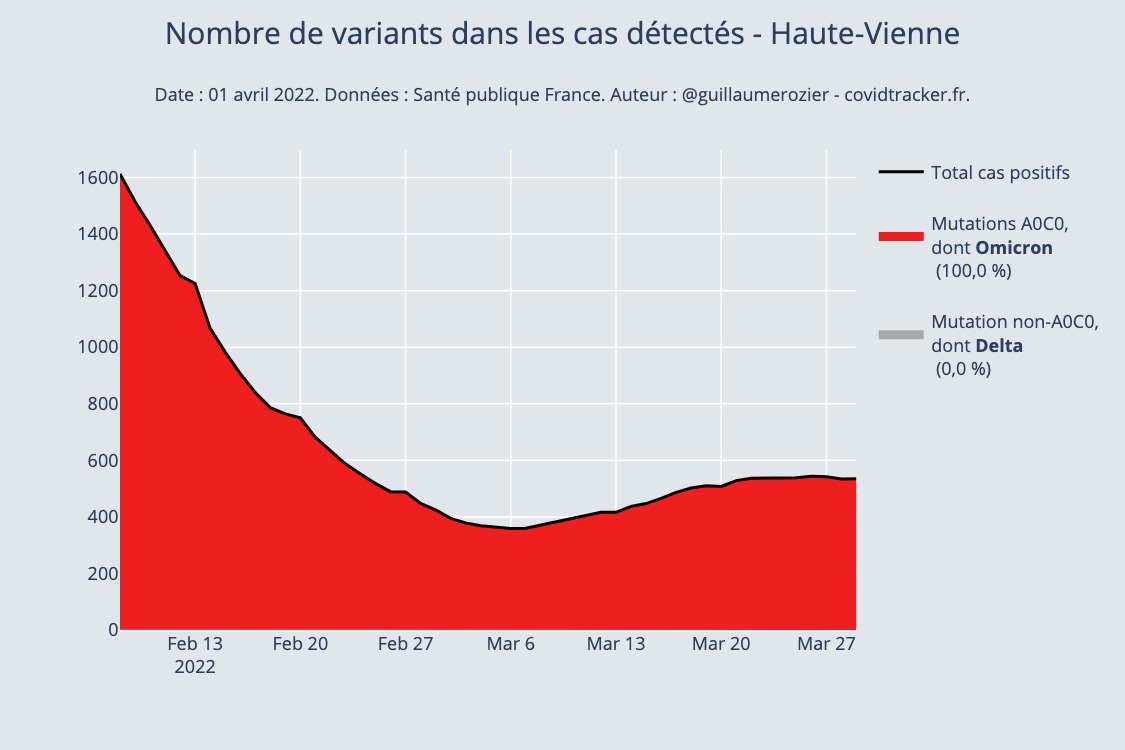 Nombre de variants dans les cas détectés - Haute-Vienne
Date : 01 avril 2022. Données : Santé publique France. Auteur : @guillaumerozier - covidtracker.fr.
1600
1400
1200
1000
800
600
400
200
0
Feb 13
2022
Feb 20
Feb 27
Mar 6
Mar 13
Mar 20
Mar 27
Total cas positifs
Mutations A0C0,
dont Omicron
(100,0 %)
Mutation non-A0C0,
dont Delta
(0,0 %)